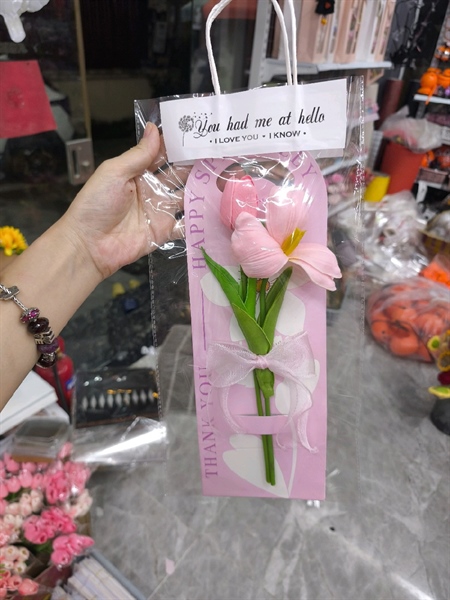 You had me at hello
• I LOVE YOU • I KNOW •
HAPPY
THANK YOU